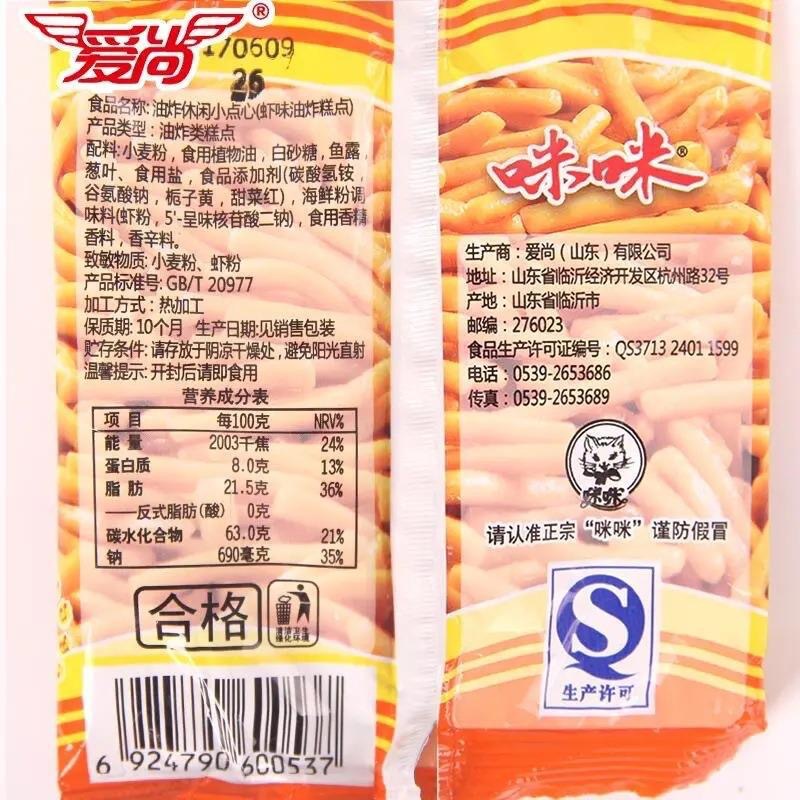 爱尚®
170609
26
食品名称: 油炸休闲小点心(虾味油炸糕点)
产品类型: 油炸类糕点
配料: 小麦粉, 食用植物油, 白砂糖, 鱼露,
葱叶、食用盐, 食品添加剂(碳酸氢铵,
谷氨酸钠, 栀子黄, 甜菜红), 海鲜粉调
味料(虾粉, 5'-呈味核苷酸二钠), 食用香精
香料, 香辛料。
致敏物质: 小麦粉、虾粉
产品标准号: GB/T 20977
加工方式: 热加工
保质期: 10个月 生产日期:见销售包装
贮存条件: 请存放于阴凉干燥处, 避免阳光直射
温馨提示: 开封后请即食用
营养成分表
项 目 每100克 NRV%
能 量 2003千焦 24%
蛋白质 8.0克 13%
脂 肪 21.5克 36%
——反式脂肪(酸) 0克
碳水化合物 63.0克 21%
钠 690毫克 35%
合格
清洁卫生
绿化环境
6 924790 600537
咪咪®
生产商: 爱尚（山东）有限公司
地址: 山东省临沂经济开发区杭州路32号
产地: 山东省临沂市
邮编: 276023
食品生产许可证编号: QS3713 2401 1599
电话: 0539-2653686
传真: 0539-2653689
咪咪
请认准正宗“咪咪”谨防假冒
S
生产许可